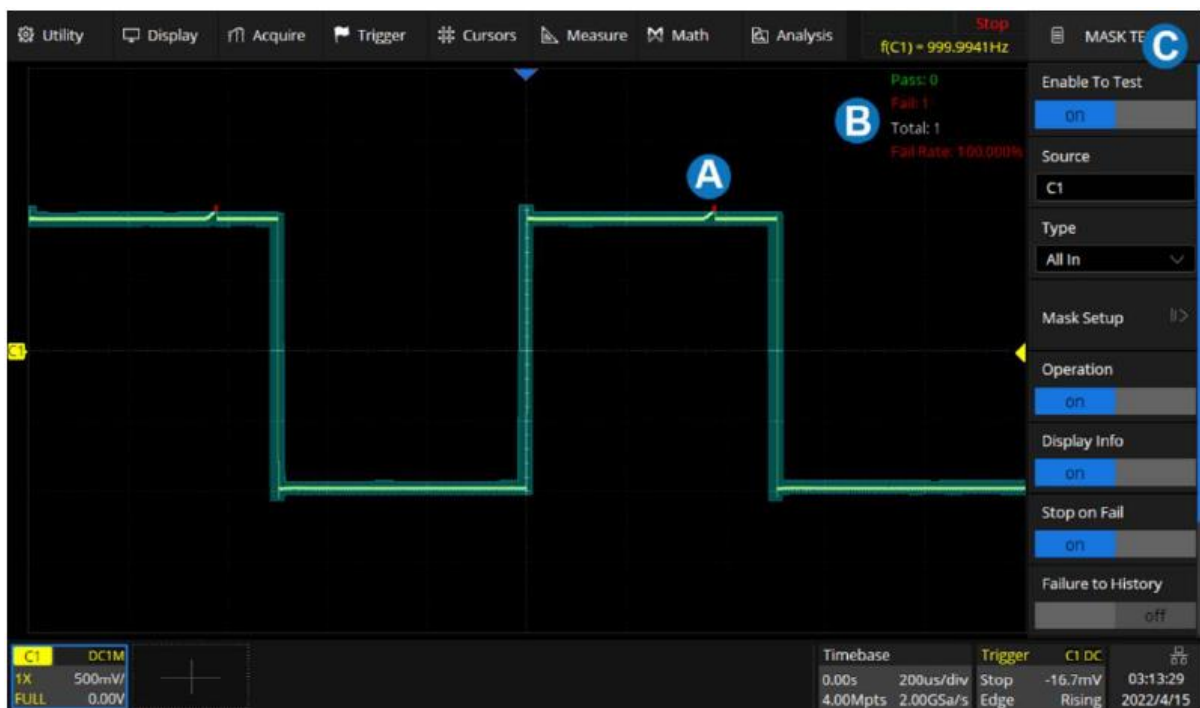 Utility Display Acquire Trigger Cursors Measure Math Analysis
Stop
f(C1) = 999.9941Hz
MASK TE
C
Pass: 0
Fail: 1
Total: 1
Fail Rate: 100.000%
B
A
C1
Enable To Test
on
Source
C1
Type
All In
Mask Setup
Operation
on
Display Info
on
Stop on Fail
on
Failure to History
off
C1 DC1M
1X 500mV/
FULL 0.00V
Timebase
0.00s 200us/div
4.00Mpts 2.00GSa/s
Trigger C1 DC
Stop -16.7mV
Edge Rising
03:13:29
2022/4/15